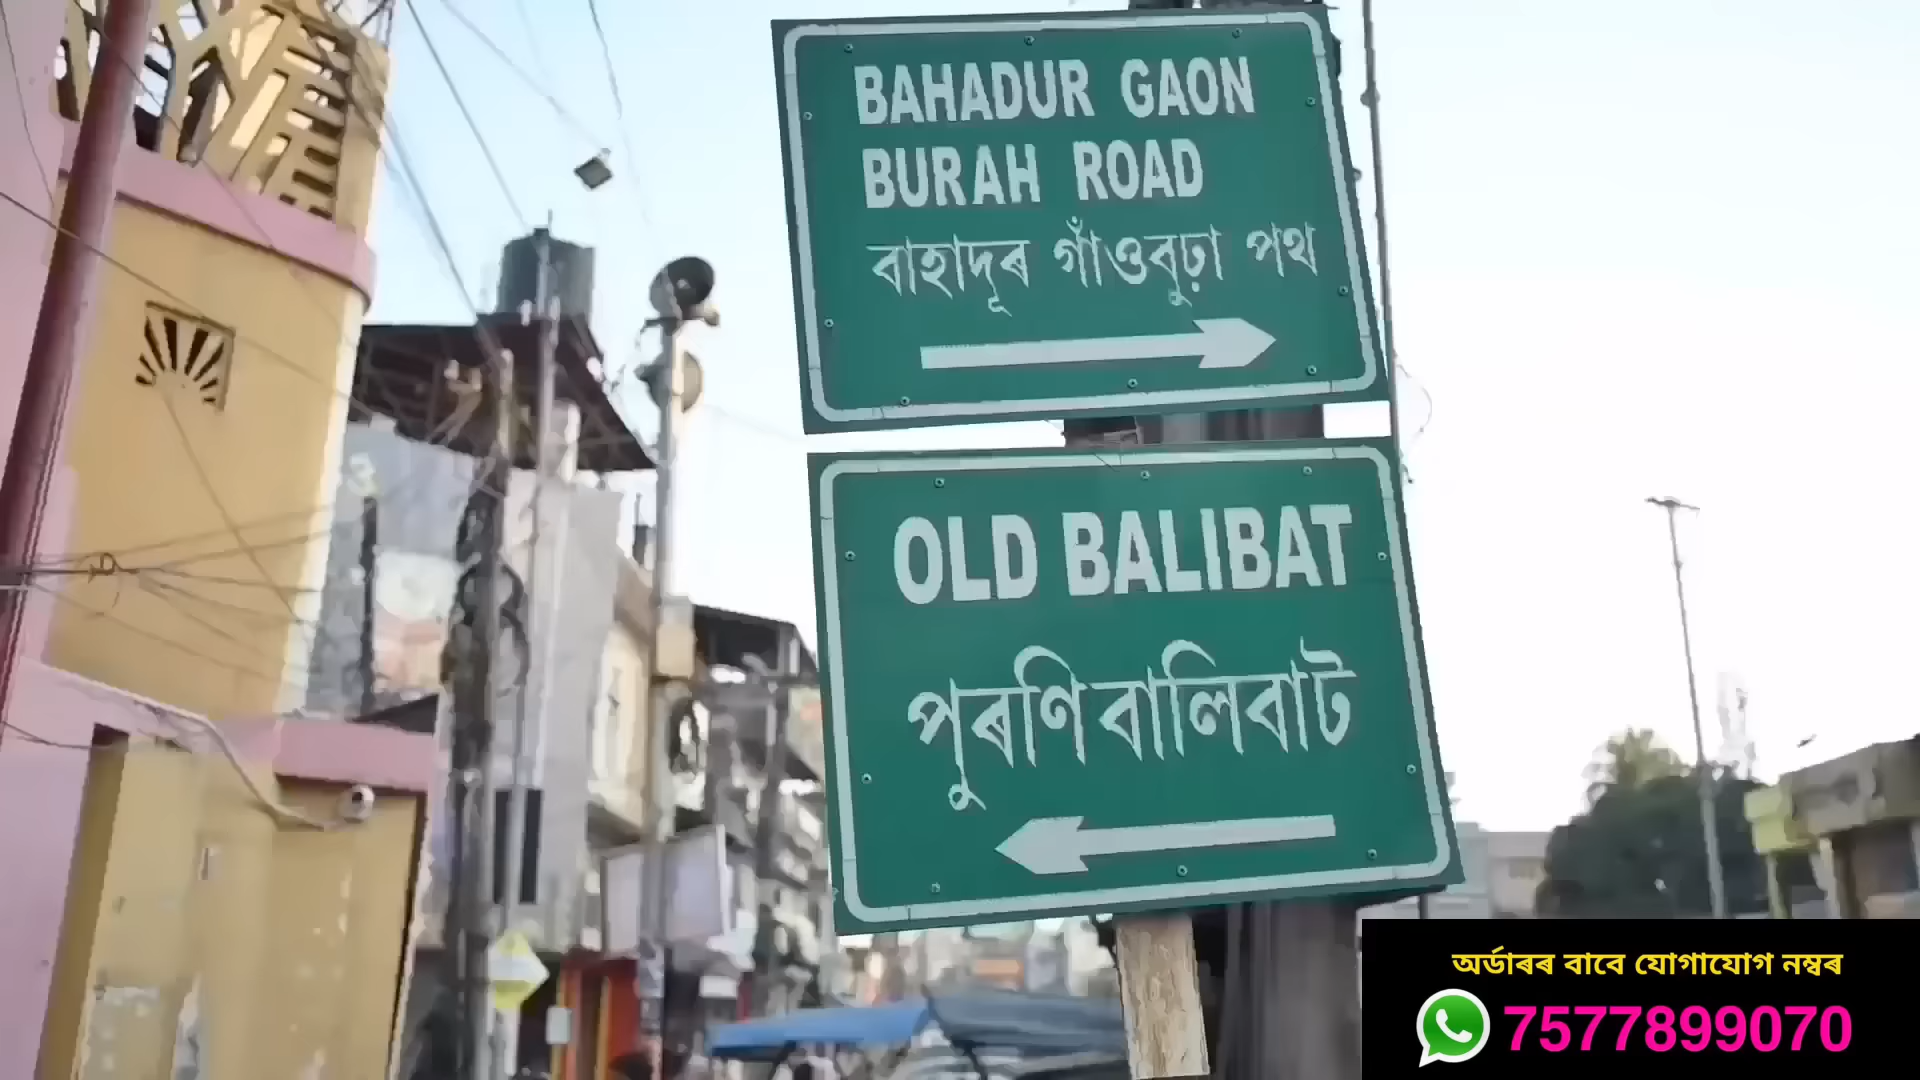 BAHADUR GAON
BURAH ROAD
বাহাদূৰ গাঁওবুঢ়া পথ
OLD BALIBAT
পুৰণি বালিবাট
অৰ্ডাৰৰ বাবে যোগাযোগ নম্বৰ
7577899070